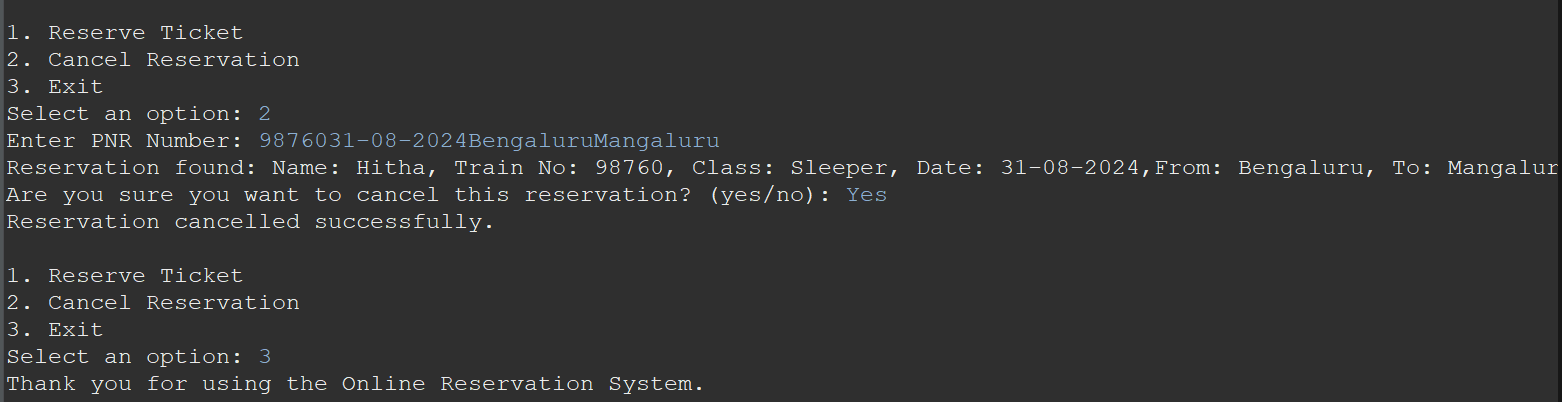 1. Reserve Ticket
2. Cancel Reservation
3. Exit
Select an option: 2
Enter PNR Number: 9876031-08-2024BengaluruMangaluru
Reservation found: Name: Hitha, Train No: 98760, Class: Sleeper, Date: 31-08-2024,From: Bengaluru, To: Mangalur
Are you sure you want to cancel this reservation? (yes/no): Yes
Reservation cancelled successfully.
1. Reserve Ticket
2. Cancel Reservation
3. Exit
Select an option: 3
Thank you for using the Online Reservation System.